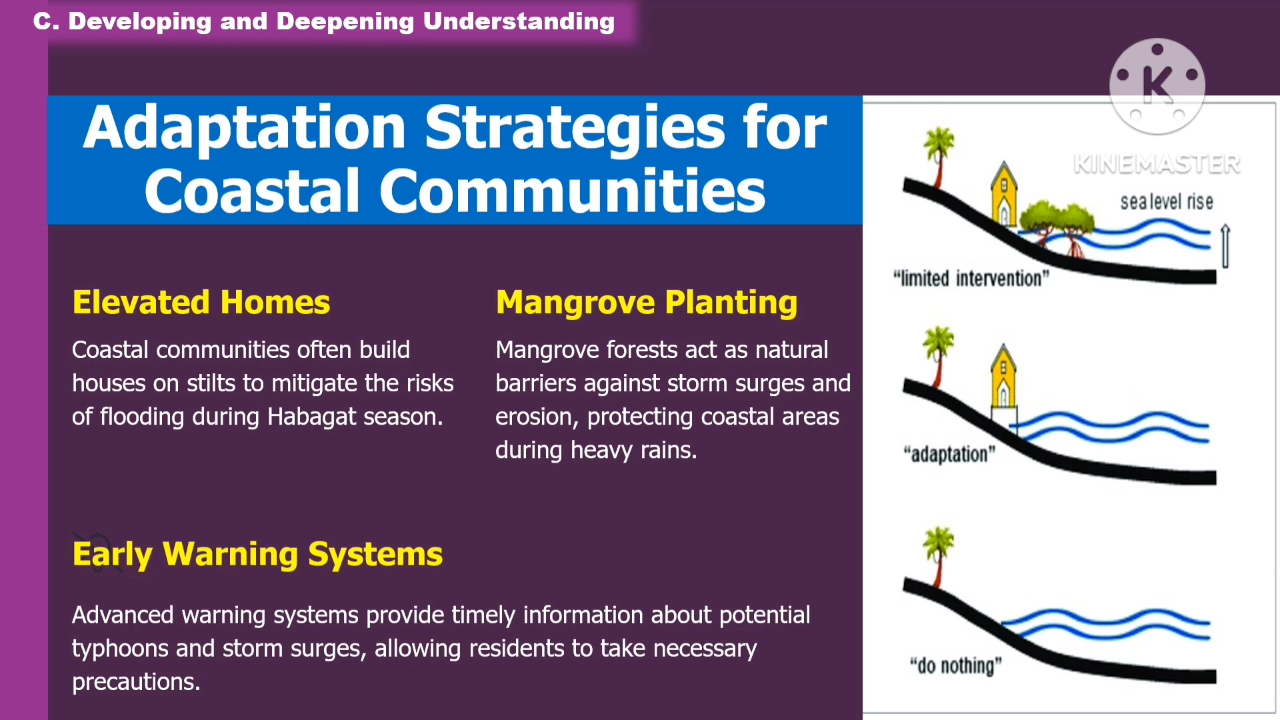 C. Developing and Deepening Understanding
Adaptation Strategies for
Coastal Communities
Elevated Homes
Coastal communities often build
houses on stilts to mitigate the risks
of flooding during Habagat season.
Mangrove Planting
Mangrove forests act as natural
barriers against storm surges and
erosion, protecting coastal areas
during heavy rains.
Early Warning Systems
Advanced warning systems provide timely information about potential
typhoons and storm surges, allowing residents to take necessary
precautions.
K
KINEMASTER
sea level rise
“limited intervention”
“adaptation”
“do nothing”